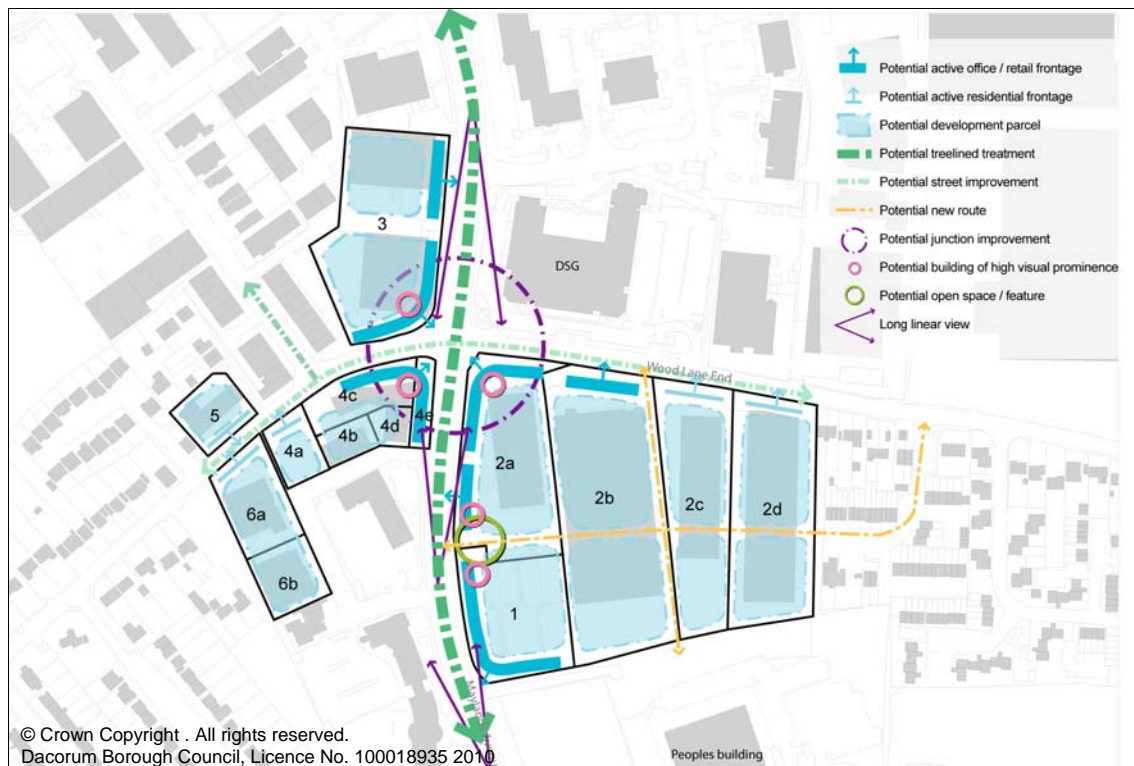 Potential active office / retail frontage
Potential active residential frontage
Potential development parcel
Potential treelined treatment
Potential street improvement
Potential new route
Potential junction improvement
Potential building of high visual prominence
Potential open space / feature
Long linear view
3
DSG
Wood Lane End
5
4c
4e
4a
4b
4d
2a
2b
2c
2d
6a
6b
1
Peoples building
© Crown Copyright . All rights reserved.
Dacorum Borough Council, Licence No. 100018935 2010